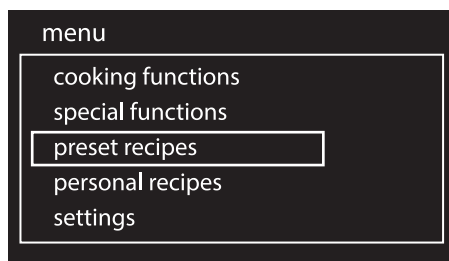 menu
cooking functions
special functions
preset recipes
personal recipes
settings